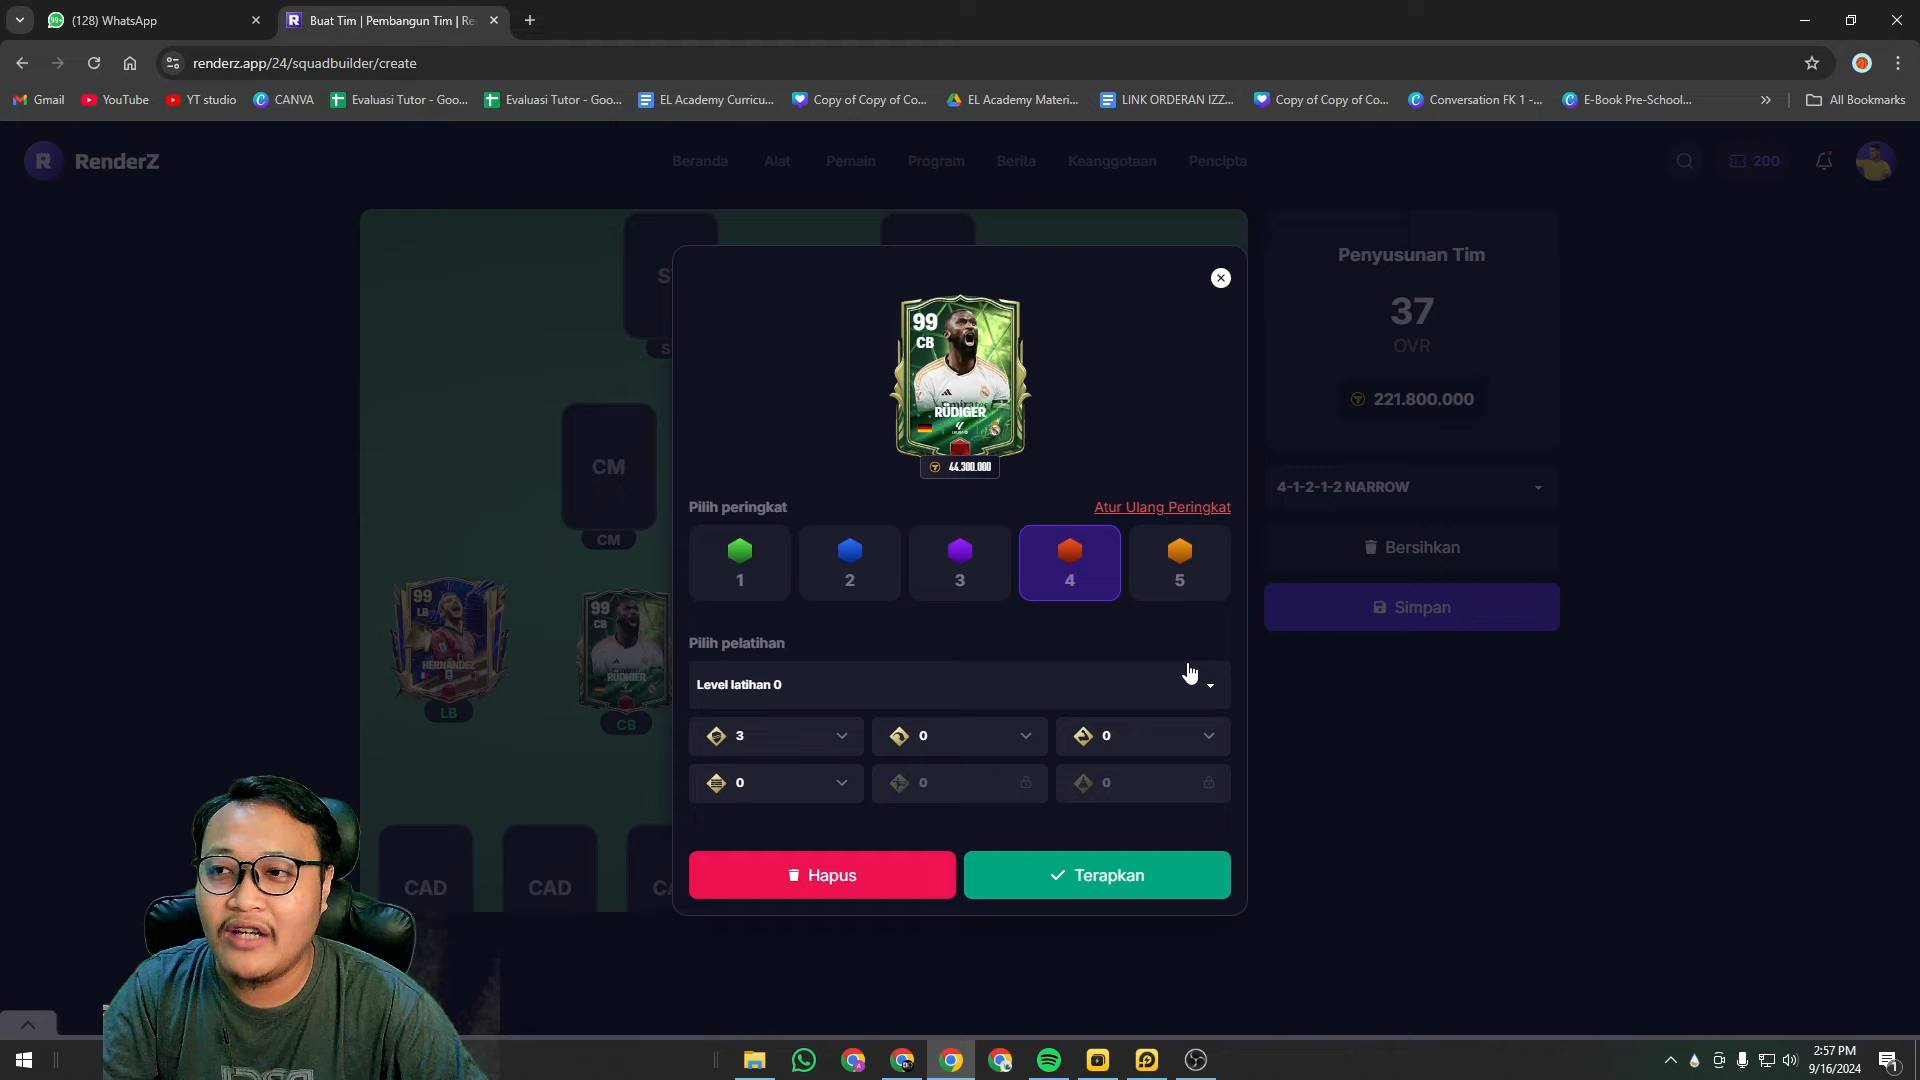 (128) WhatsApp
Buat Tim | Pembangun Tim | Re
renderz.app/24/squadbuilder/create
Gmail
YouTube
YT studio
CANVA
Evaluasi Tutor - Goo...
Evaluasi Tutor - Goo...
EL Academy Curricu...
Copy of Copy of Co...
EL Academy Materi...
LINK ORDERAN IZZ...
Copy of Copy of Co...
Conversation FK 1 -...
E-Book Pre-School...
All Bookmarks
R RenderZ
Beranda
Alat
Pemain
Program
Berita
Keanggotaan
Pencipta
200
Penyusunan Tim
37
OVR
221.800.000
4-1-2-1-2 NARROW
Bersihkan
Simpan
99
CB
RÜDIGER
44.300.000
Pilih peringkat
Atur Ulang Peringkat
1
2
3
4
5
Pilih pelatihan
Level latihan 0
3
0
0
0
0
0
Hapus
Terapkan
CM
CM
99
LB
HERNÁNDEZ
LB
99
CB
RÜDIGER
CB
CAD
CAD
2:57 PM
9/16/2024